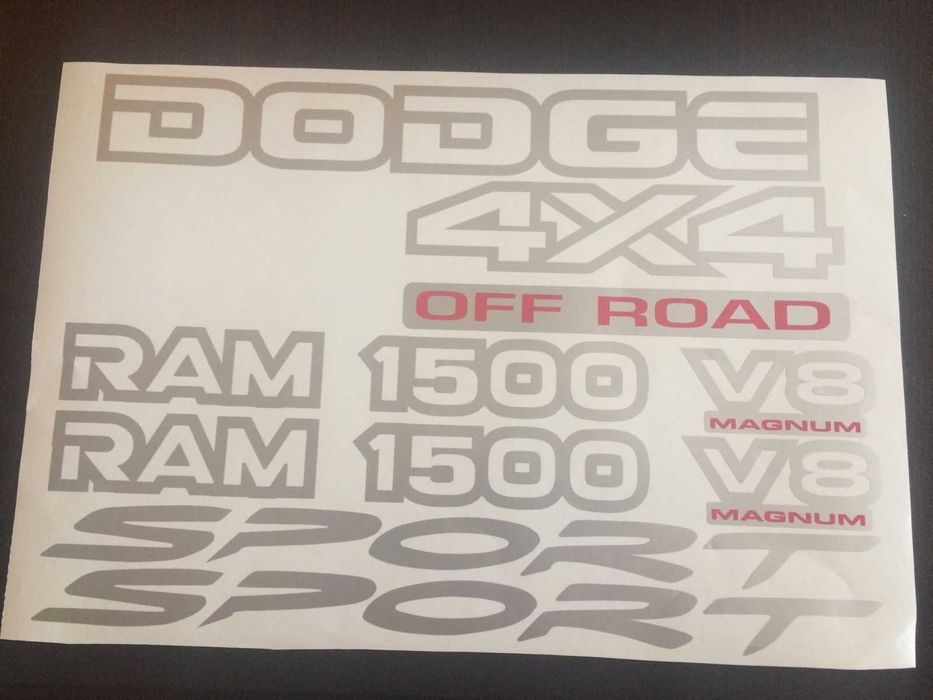 DODGE
4X4
OFF ROAD
RAM 1500 V8
MAGNUM
RAM 1500 V8
MAGNUM
SPORT
SPORT